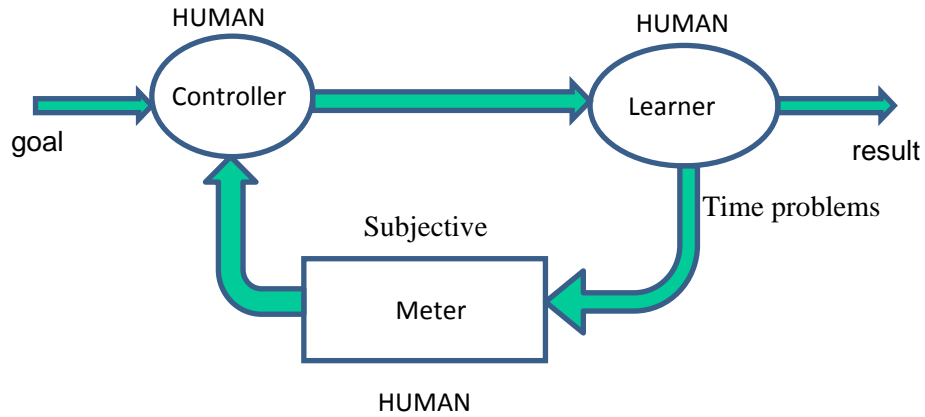 HUMAN
HUMAN
Controller
Learner
goal
result
Time problems
Subjective
Meter
HUMAN